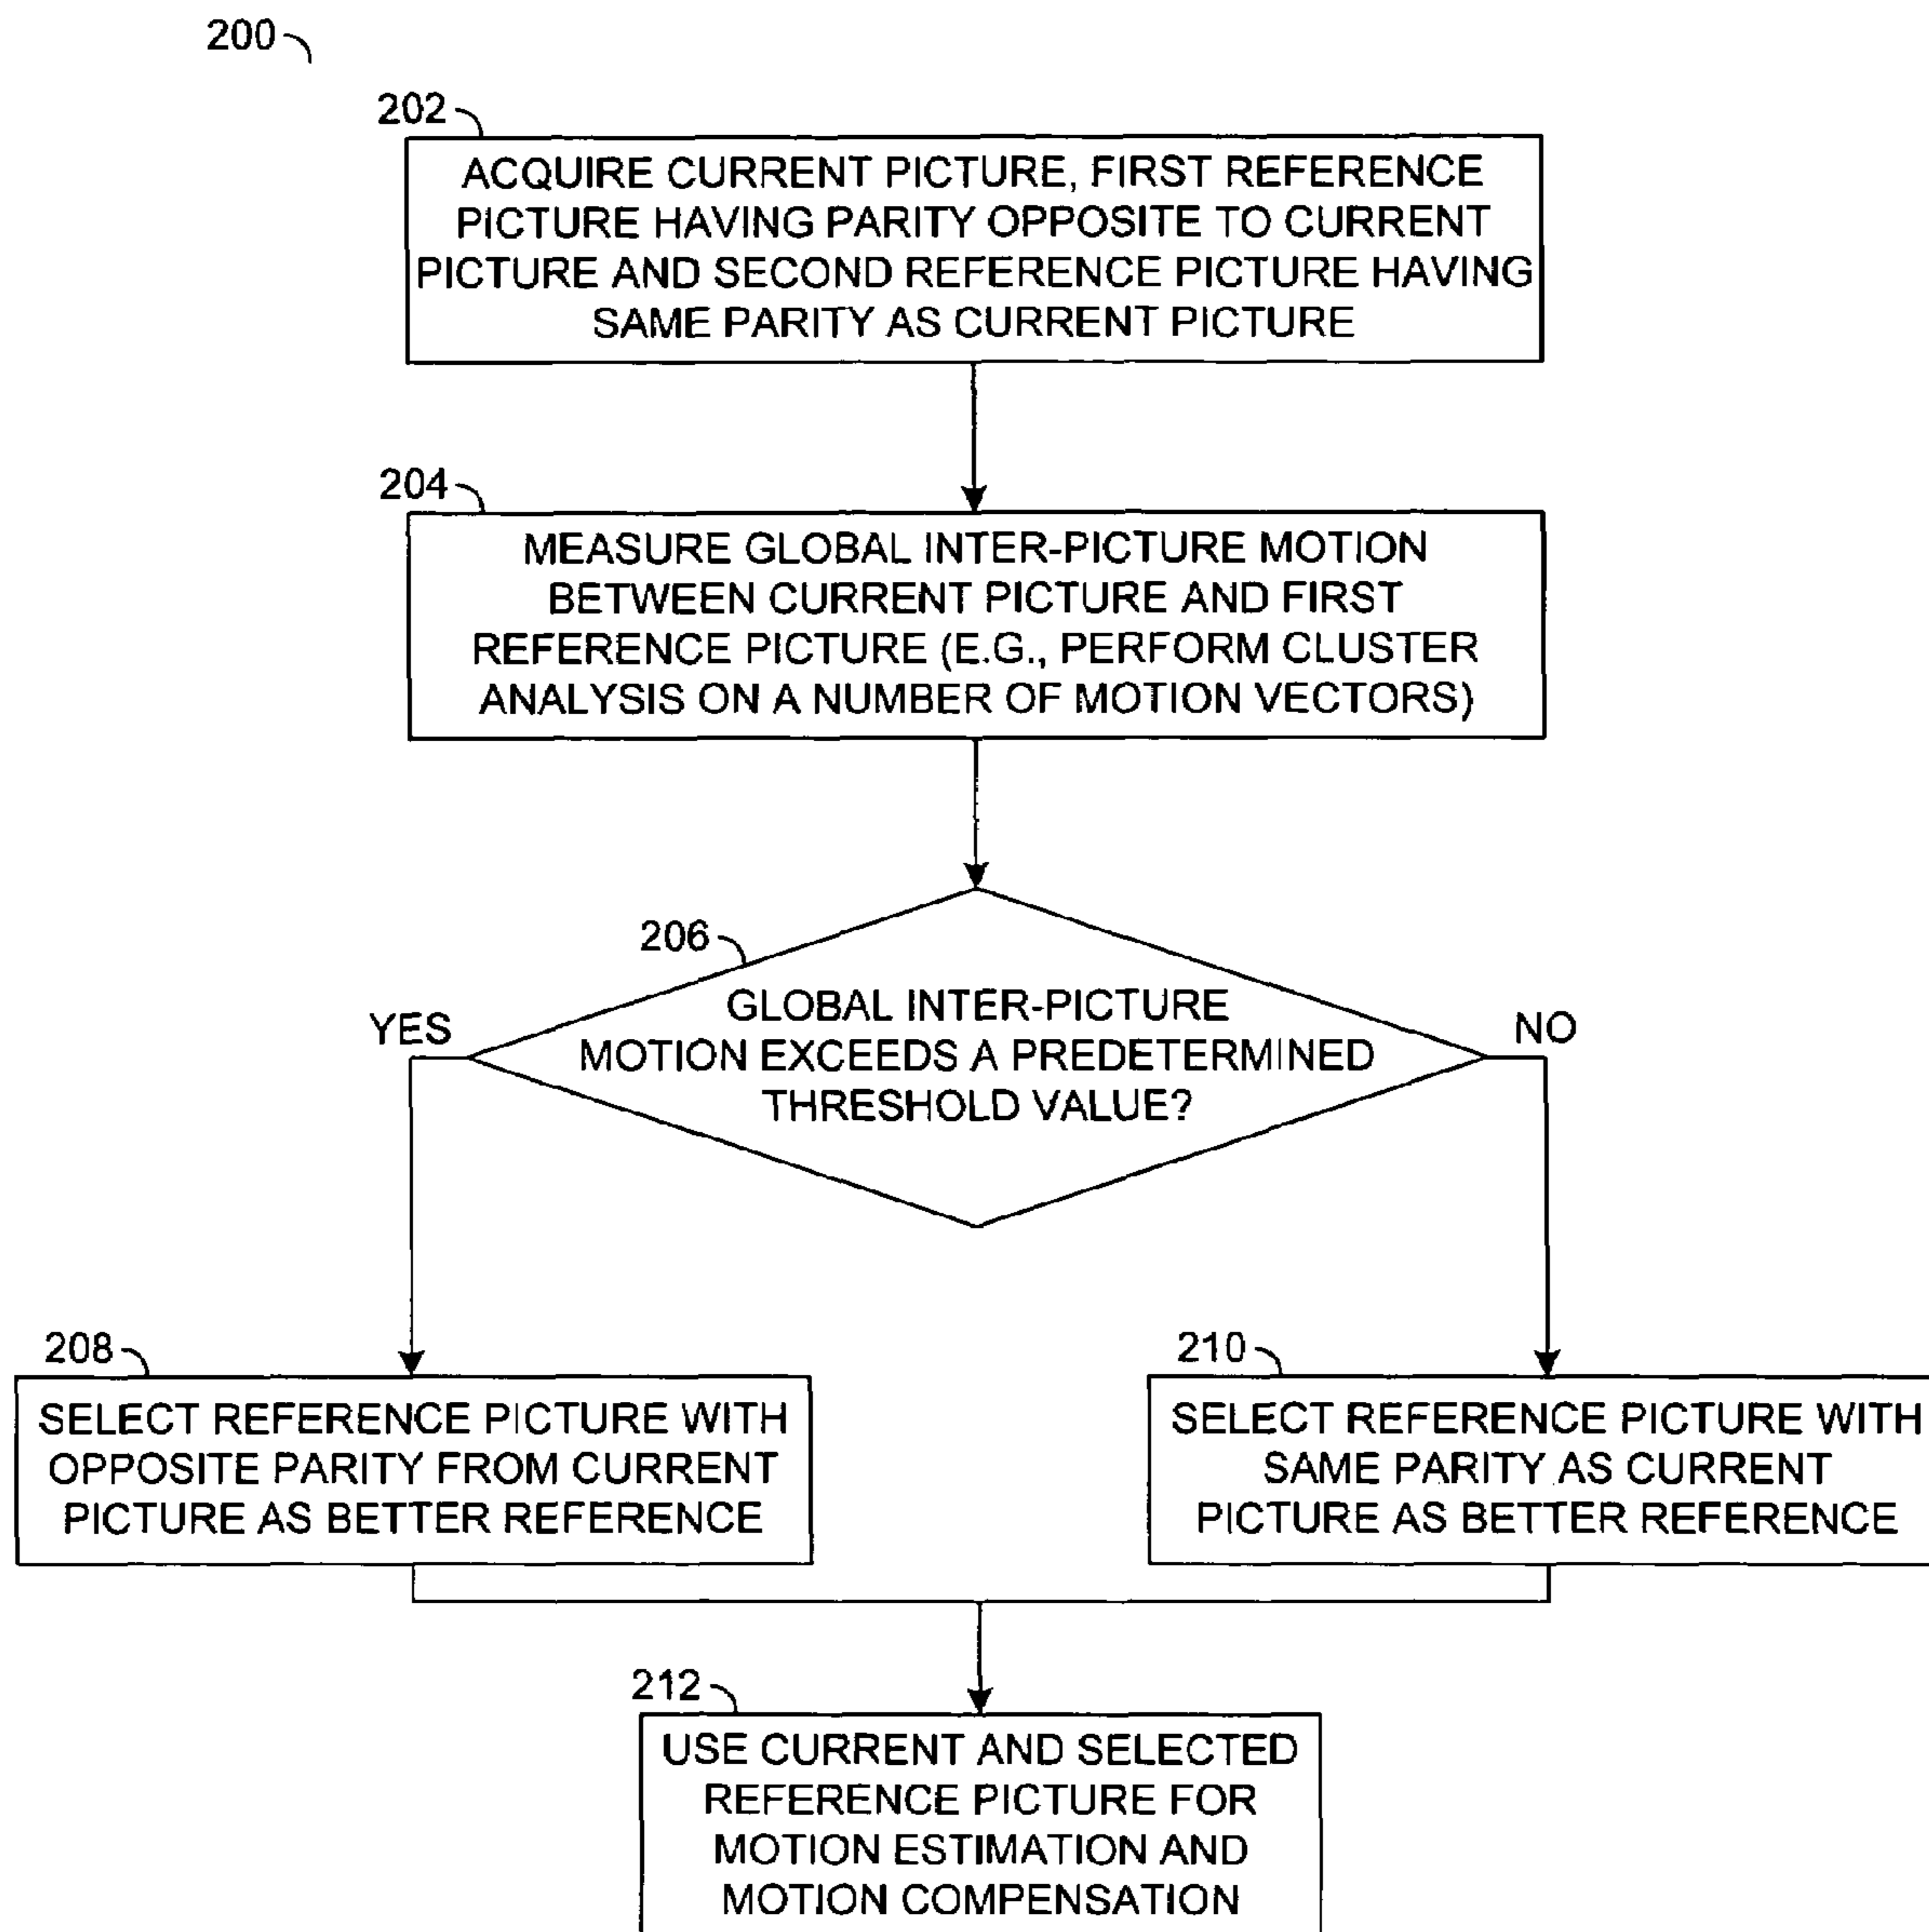 200
202
ACQUIRE CURRENT PICTURE, FIRST REFERENCE
PICTURE HAVING PARITY OPPOSITE TO CURRENT
PICTURE AND SECOND REFERENCE PICTURE HAVING
SAME PARITY AS CURRENT PICTURE
204
MEASURE GLOBAL INTER-PICTURE MOTION
BETWEEN CURRENT PICTURE AND FIRST
REFERENCE PICTURE (E.G., PERFORM CLUSTER
ANALYSIS ON A NUMBER OF MOTION VECTORS)
206
GLOBAL INTER-PICTURE
MOTION EXCEEDS A PREDETERMINED
THRESHOLD VALUE?
YES
NO
208
SELECT REFERENCE PICTURE WITH
OPPOSITE PARITY FROM CURRENT
PICTURE AS BETTER REFERENCE
210
SELECT REFERENCE PICTURE WITH
SAME PARITY AS CURRENT
PICTURE AS BETTER REFERENCE
212
USE CURRENT AND SELECTED
REFERENCE PICTURE FOR
MOTION ESTIMATION AND
MOTION COMPENSATION